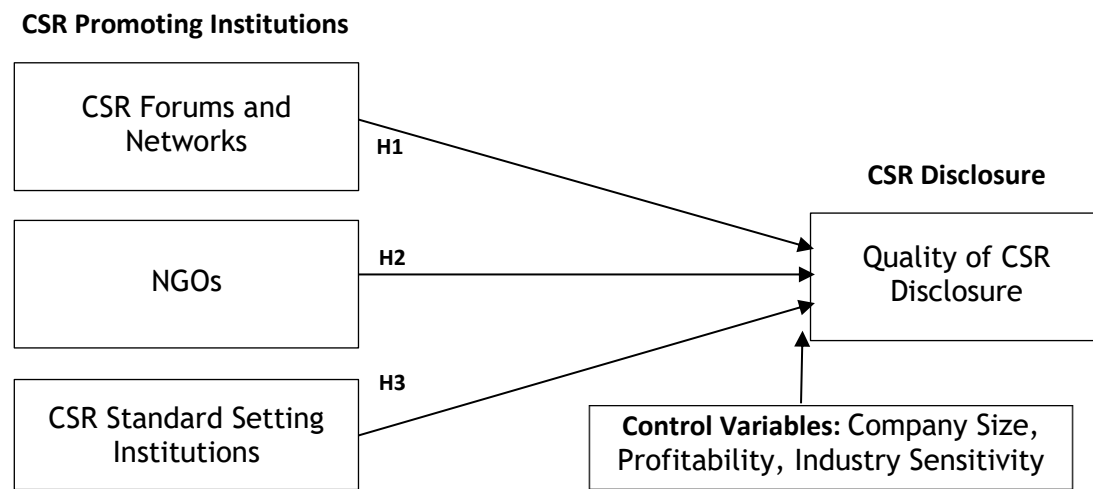 CSR Promoting Institutions
CSR Forums and
Networks
H1
CSR Disclosure
NGOs
H2
Quality of CSR
Disclosure
H3
CSR Standard Setting
Institutions
Control Variables: Company Size,
Profitability, Industry Sensitivity